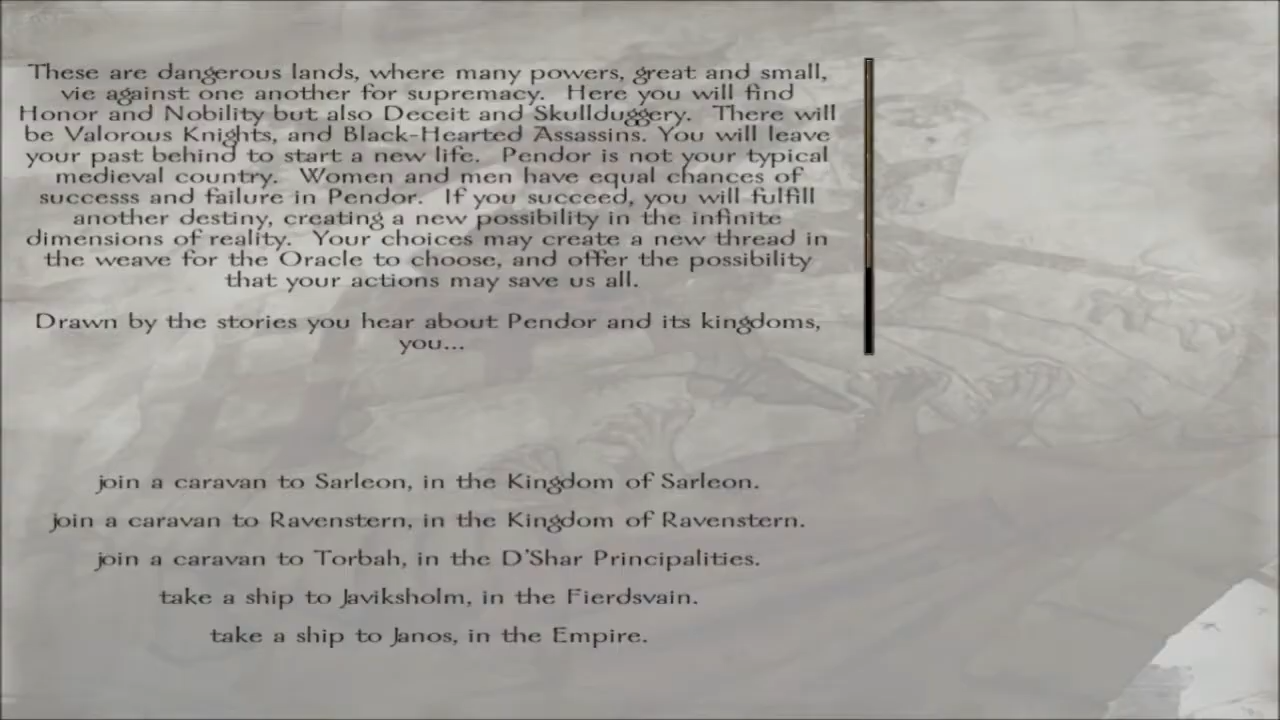 These are dangerous lands, where many powers, great and small,
vie against one another for supremacy.  Here you will find
Honor and Nobility but also Deceit and Skullduggery.  There will
be Valorous Knights, and Black-Hearted Assassins. You will leave
your past behind to start a new life.  Pendor is not your typical
medieval country.  Women and men have equal chances of
successs and failure in Pendor.  If you succeed, you will fulfill
another destiny, creating a new possibility in the infinite
dimensions of reality.  Your choices may create a new thread in
the weave for the Oracle to choose, and offer the possibility
that your actions may save us all.
Drawn by the stories you hear about Pendor and its kingdoms,
you...
join a caravan to Sarleon, in the Kingdom of Sarleon.
join a caravan to Ravenstern, in the Kingdom of Ravenstern.
join a caravan to Torbah, in the D'Shar Principalities.
take a ship to Javiksholm, in the Fierdsvain.
take a ship to Janos, in the Empire.